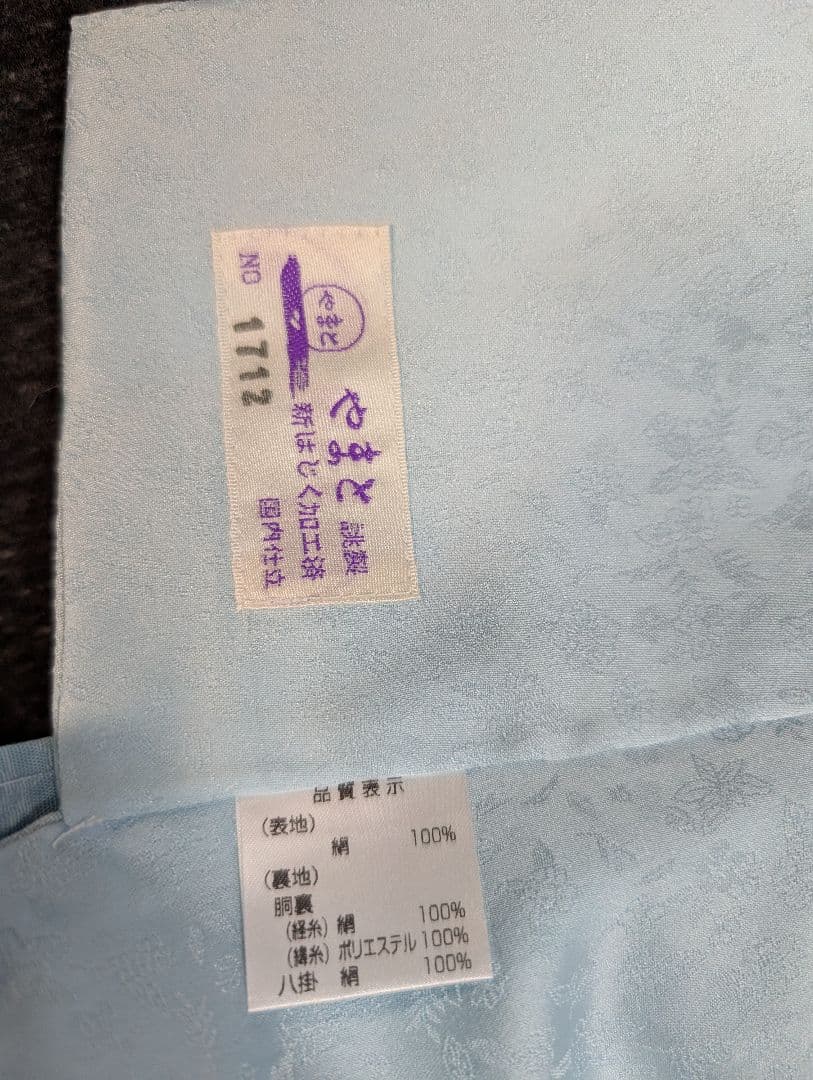 やまと
やまと 誂製
新はじく加工済
国内仕立
NO 1712
品質表示
(表地)
絹 100%
(裏地)
胴裏
(経糸) 絹 100%
(緯糸) ポリエステル 100%
八掛 絹 100%